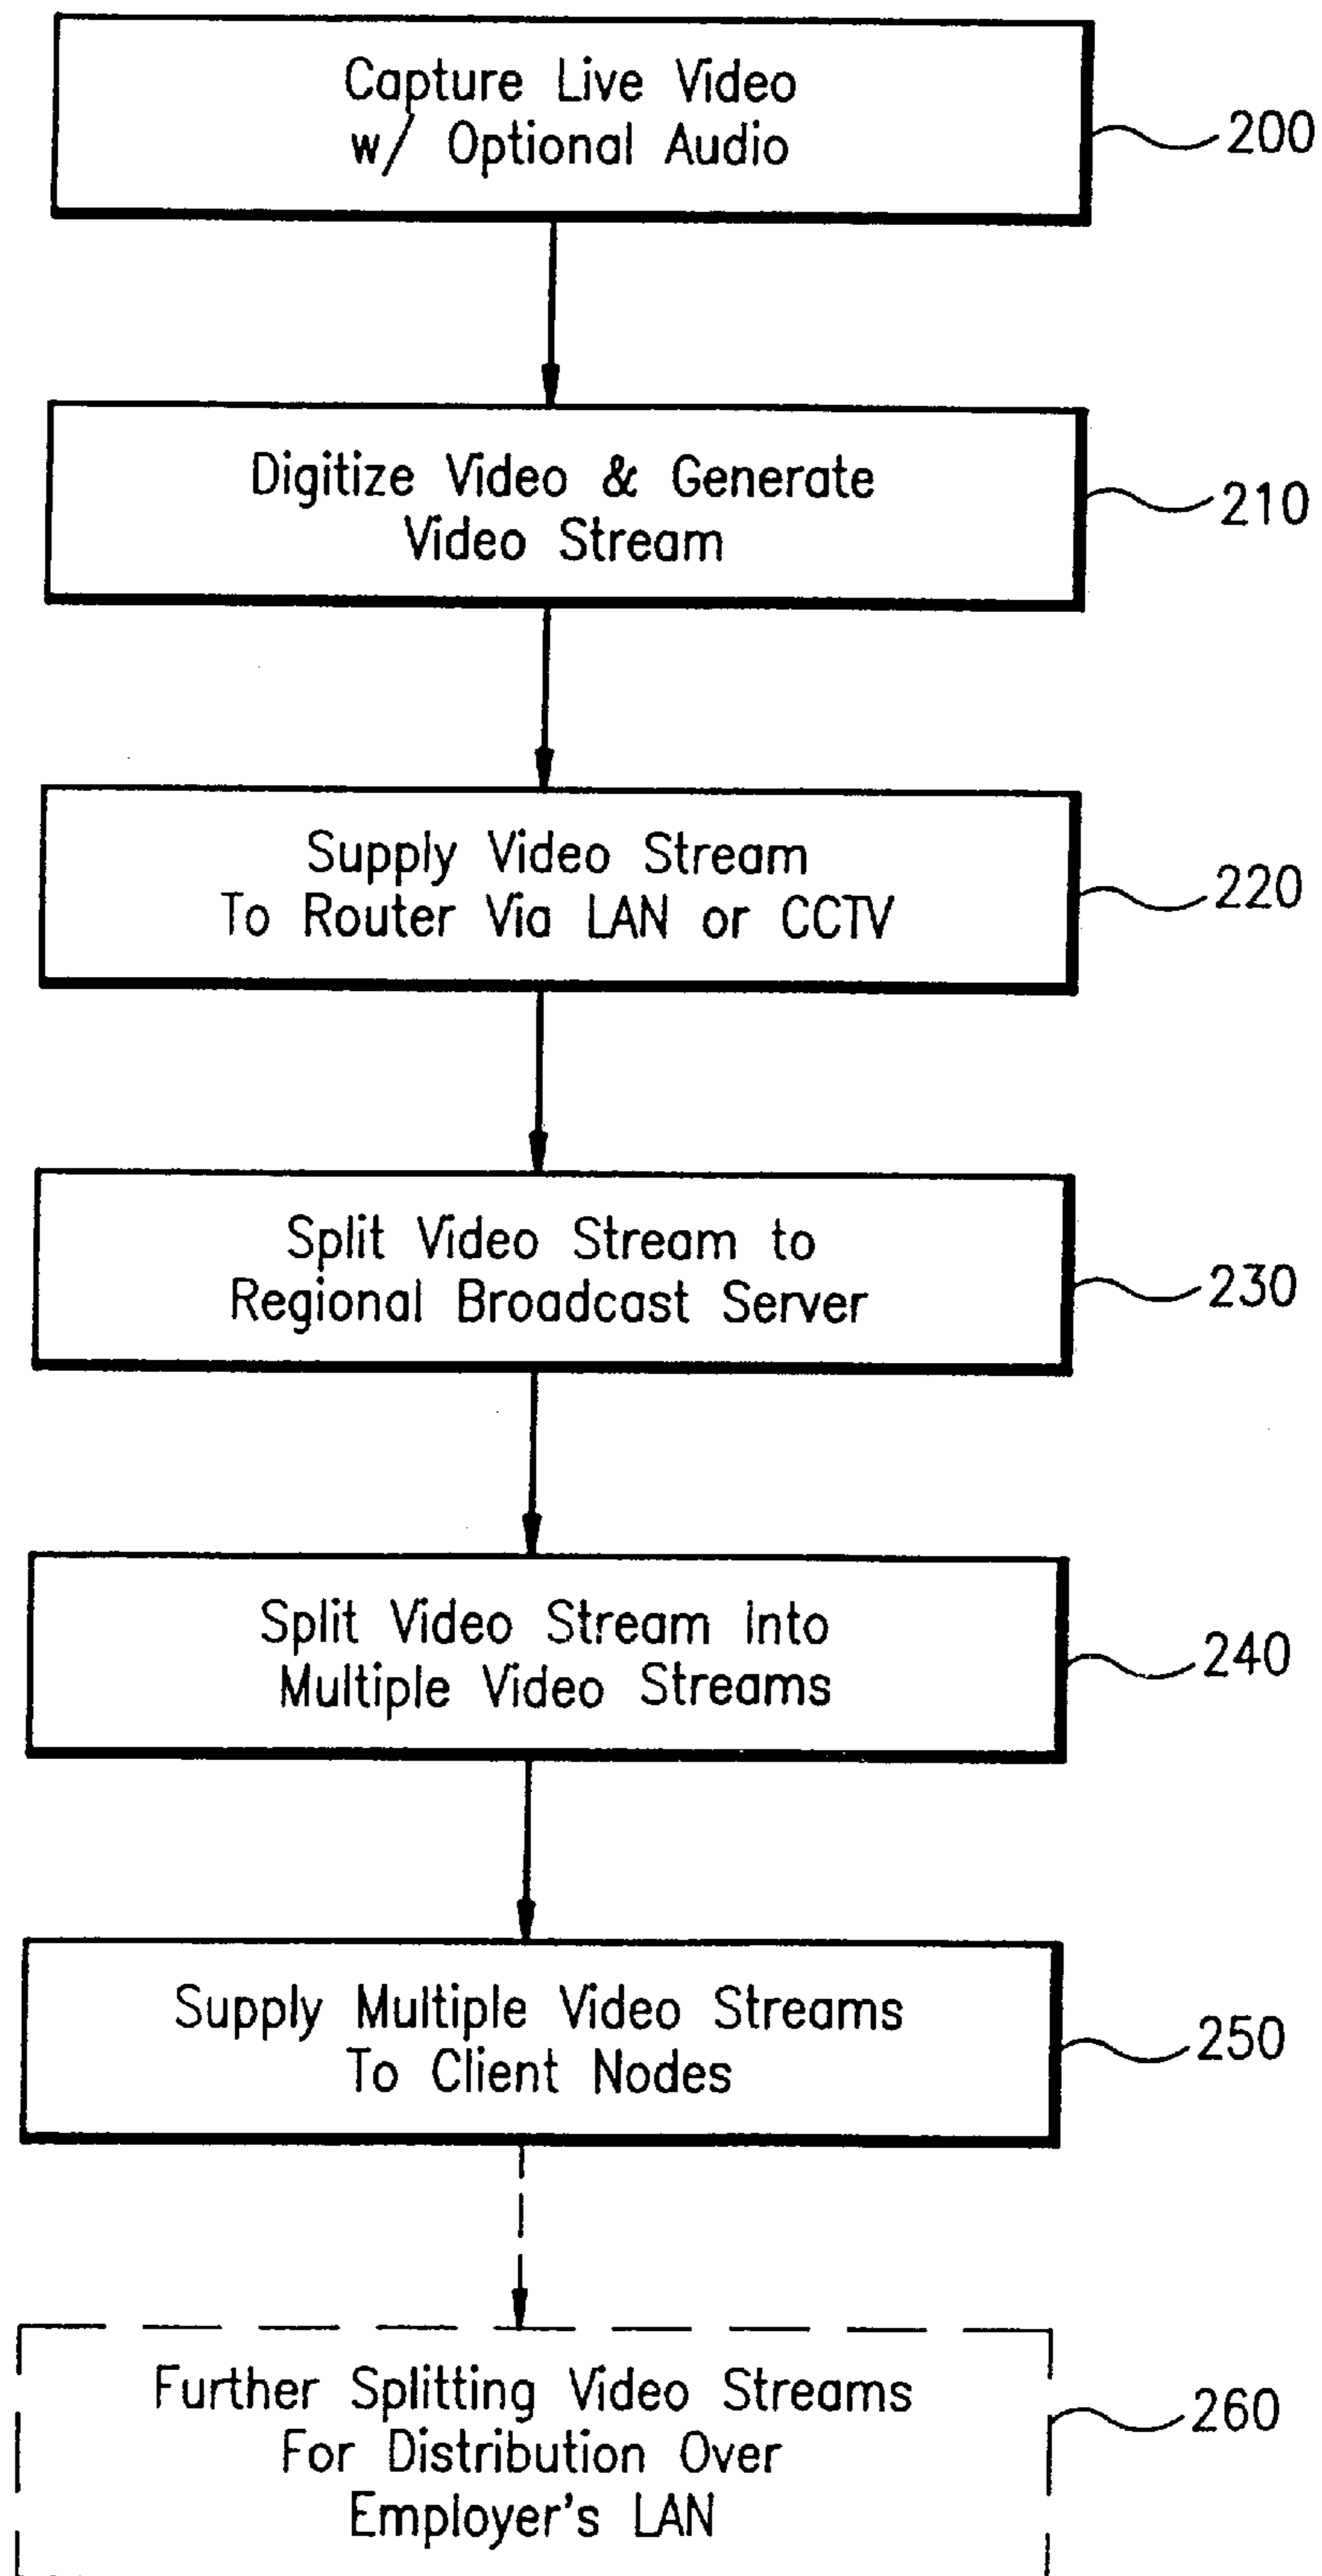 Capture Live Video
w/ Optional Audio
200
Digitize Video & Generate
Video Stream
210
Supply Video Stream
To Router Via LAN or CCTV
220
Split Video Stream to
Regional Broadcast Server
230
Split Video Stream into
Multiple Video Streams
240
Supply Multiple Video Streams
To Client Nodes
250
Further Splitting Video Streams
For Distribution Over
Employer's LAN
260